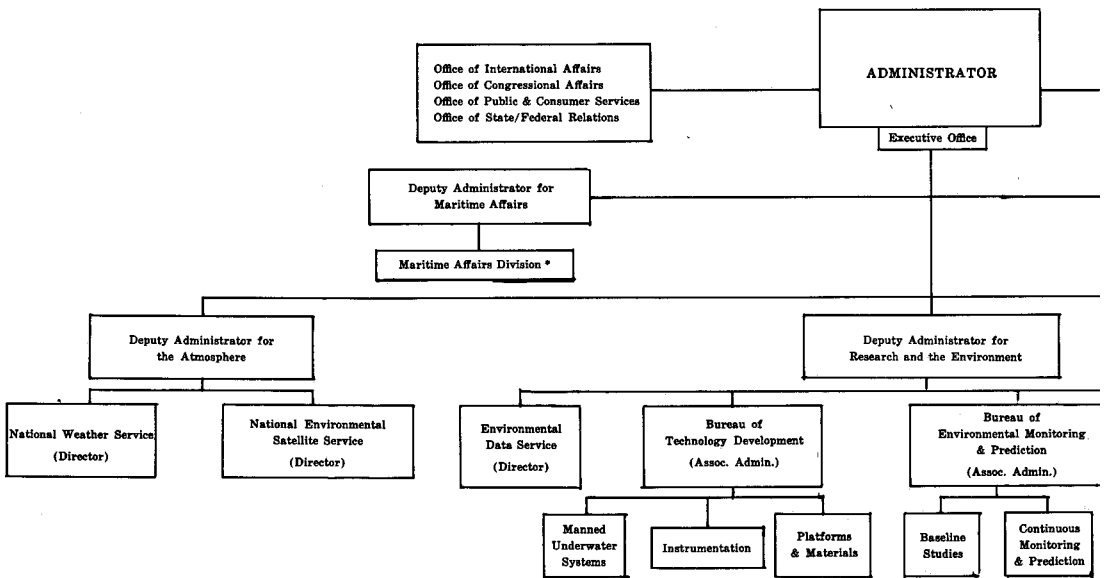 Office of International Affairs
Office of Congressional Affairs
Office of Public & Consumer Services
Office of State/Federal Relations
ADMINISTRATOR
Executive Office
Deputy Administrator for
Maritime Affairs
Maritime Affairs Division *
Deputy Administrator for
the Atmosphere
Deputy Administrator for
Research and the Environment
National Weather Service
(Director)
National Environmental
Satellite Service
(Director)
Environmental
Data Service
(Director)
Bureau of
Technology Development
(Assoc. Admin.)
Bureau of
Environmental Monitoring
& Prediction
(Assoc. Admin.)
Manned
Underwater
Systems
Instrumentation
Platforms
& Materials
Baseline
Studies
Continuous
Monitoring
& Prediction